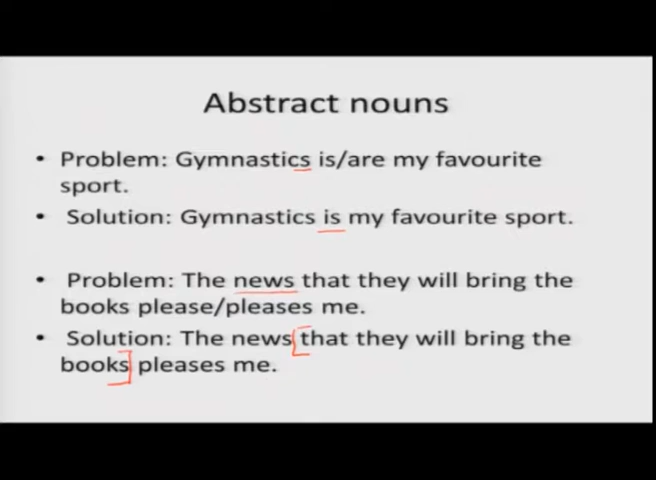 Abstract nouns
• Problem: Gymnastics is/are my favourite
sport.
• Solution: Gymnastics is my favourite sport.
• Problem: The news that they will bring the
books please/pleases me.
• Solution: The news [that they will bring the
books] pleases me.